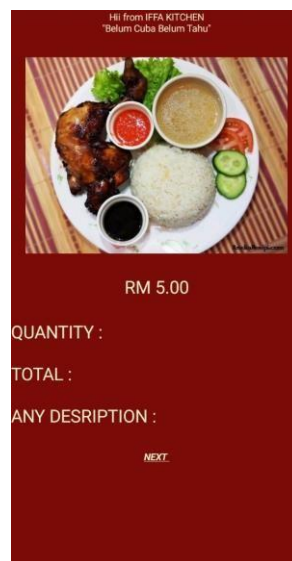 Hii from IFFA KITCHEN
"Belum Cuba Belum Tahu"
RM 5.00
QUANTITY :
TOTAL :
ANY DESRIPTION :
NEXT